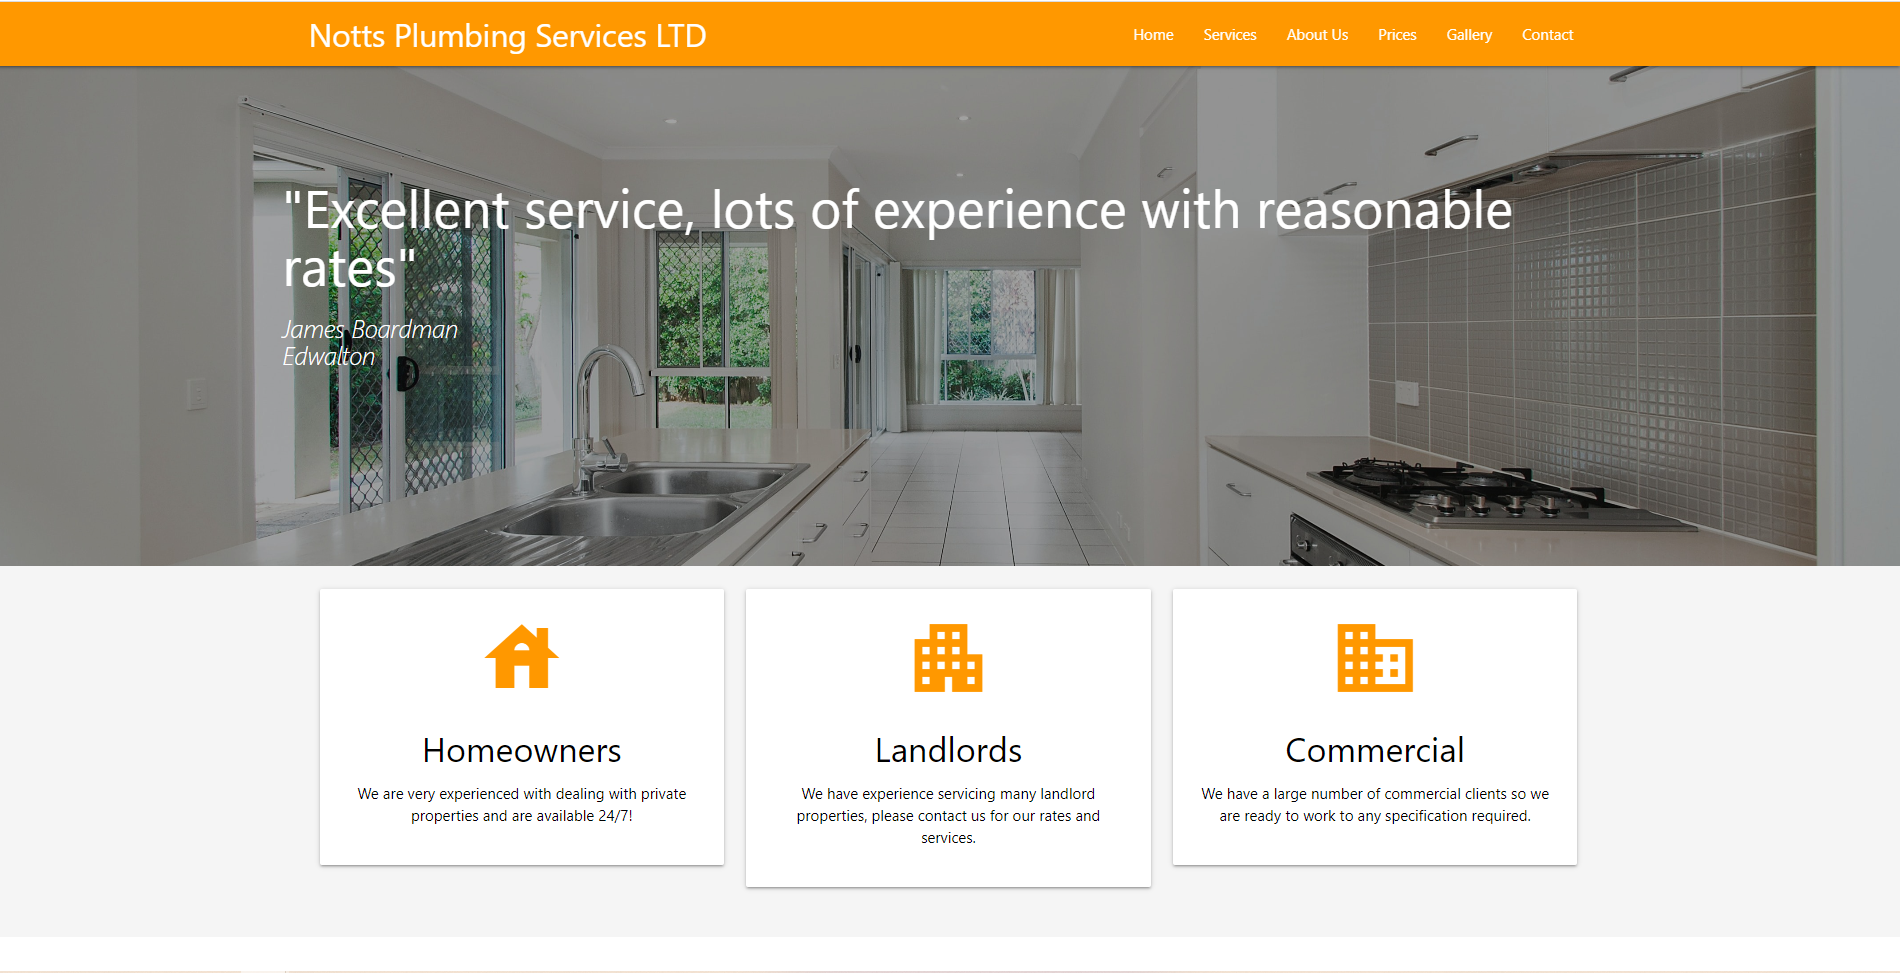 Notts Plumbing Services LTD
Home Services About Us Prices Gallery Contact
"Excellent service, lots of experience with reasonable
rates"
James Boardman
Edwalton
Homeowners
We are very experienced with dealing with private
properties and are available 24/7!
Landlords
We have experience servicing many landlord
properties, please contact us for our rates and
services.
Commercial
We have a large number of commercial clients so we
are ready to work to any specification required.